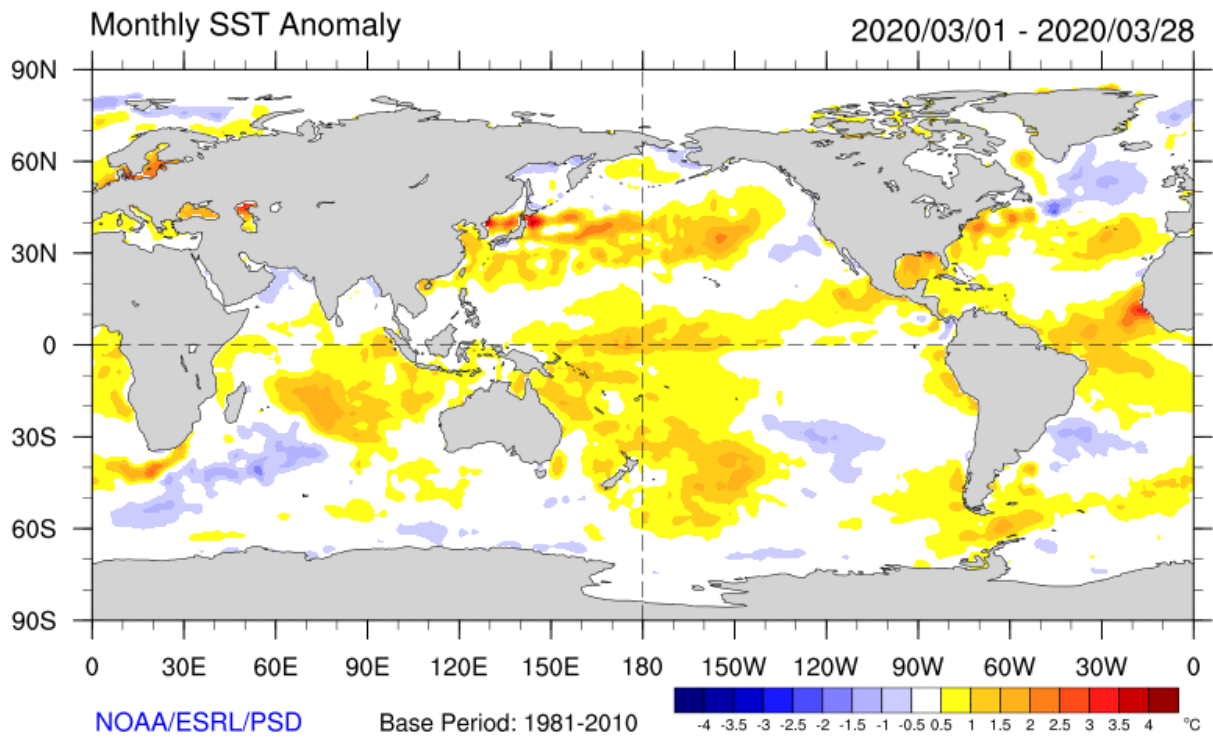 Monthly SST Anomaly 2020/03/01 - 2020/03/28
90N
60N
30N
0
30S
60S
90S
0 30E 60E 90E 120E 150E 180 150W 120W 90W 60W 30W 0
NOAA/ESRL/PSD Base Period: 1981-2010
-4 -3.5 -3 -2.5 -2 -1.5 -1 -0.5 0.5 1 1.5 2 2.5 3 3.5 4 °C